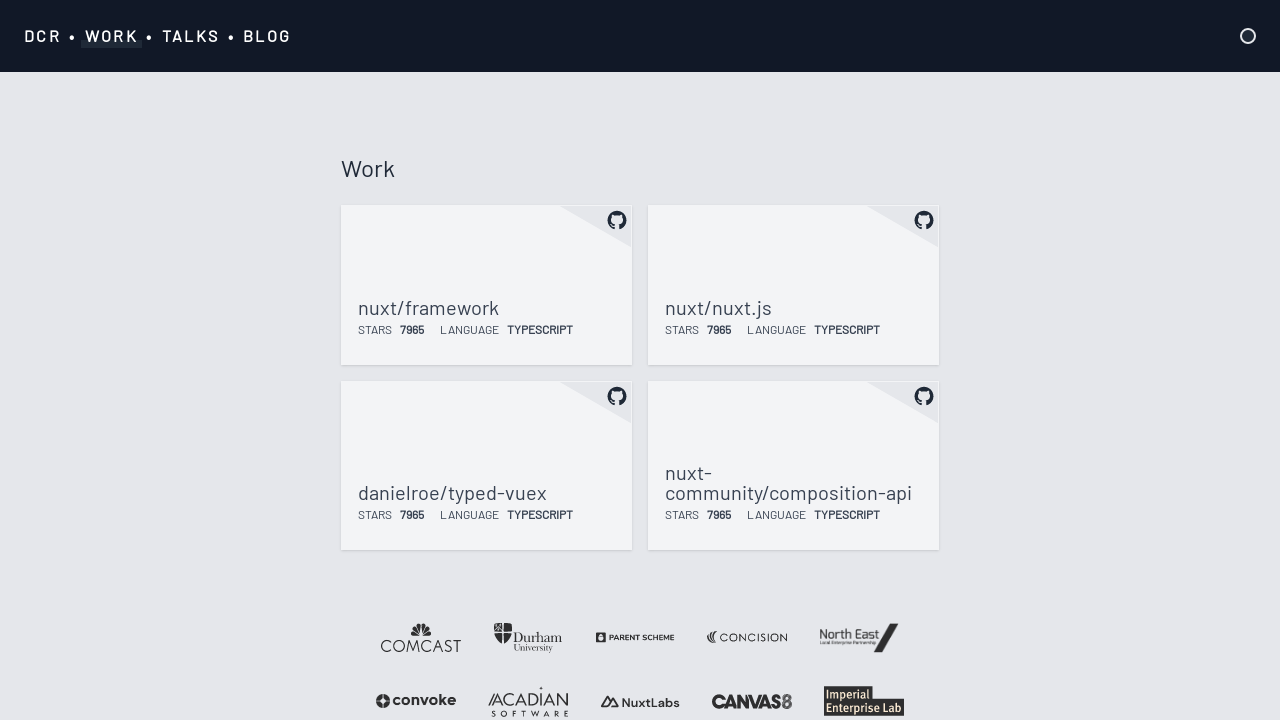 DCR • WORK • TALKS • BLOG
Work
nuxt/framework
STARS 7965 LANGUAGE TYPESCRIPT
nuxt/nuxt.js
STARS 7965 LANGUAGE TYPESCRIPT
danielroe/typed-vuex
STARS 7965 LANGUAGE TYPESCRIPT
nuxt-
community/composition-api
STARS 7965 LANGUAGE TYPESCRIPT
COMCAST
Durham
University
PARENT SCHEME
CONCISION
North East
Local Enterprise Partnership
convoke
ACADIAN
SOFTWARE
NuxtLabs
CANVAS8
Imperial
Enterprise Lab